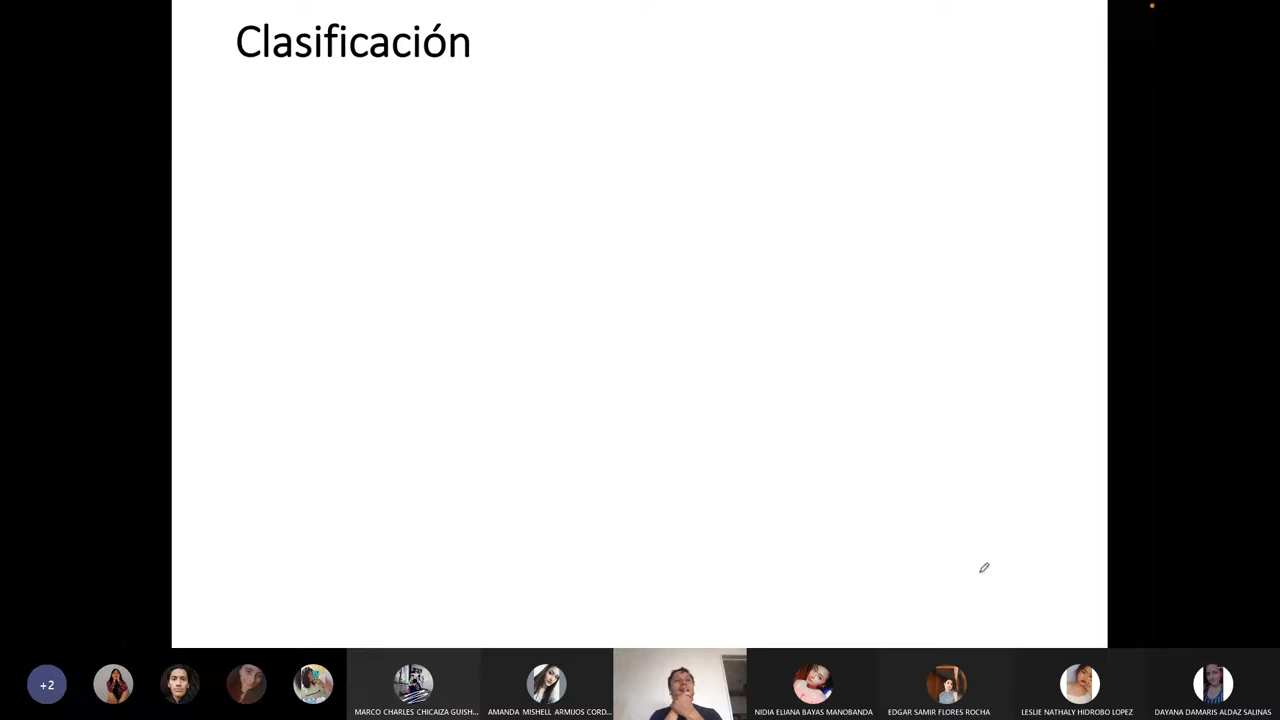 Clasificación
+2
MARCO CHARLES CHICAIZA GUISH...
AMANDA MISHELL ARMIJOS CORD...
NIDIA ELIANA BAYAS MANOBANDA
EDGAR SAMIR FLORES ROCHA
LESLIE NATHALY HIDROBO LOPEZ
DAYANA DAMARIS ALDAZ SALINAS